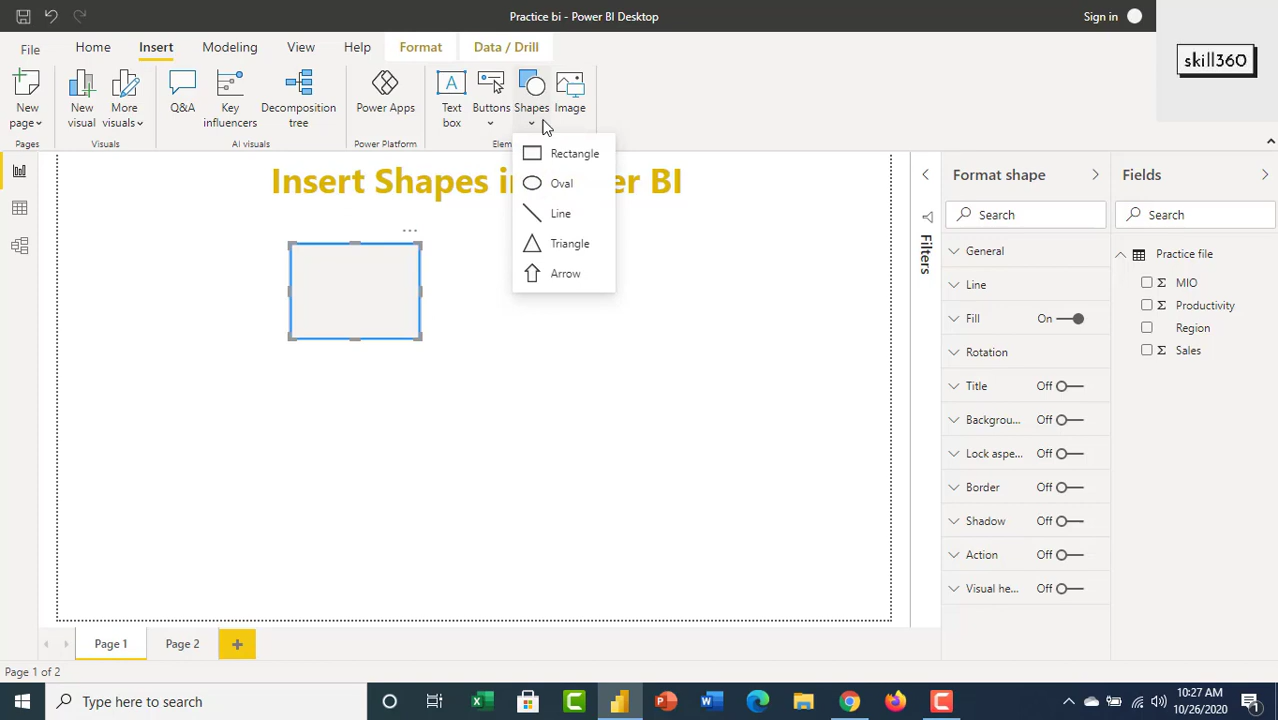 Practice bi - Power BI Desktop
Sign in
skill360
File
Home
Insert
Modeling
View
Help
Format
Data / Drill
New
page
New
visual
More
visuals
Q&A
Key
influencers
Decomposition
tree
Power Apps
Text
box
Buttons
Shapes
Image
Pages
Visuals
AI visuals
Power Platform
Rectangle
Oval
Line
Triangle
Arrow
Insert Shapes in
er BI
Filters
Format shape
Search
General
Line
Fill On
Rotation
Title Off
Backgrou... Off
Lock aspe... Off
Border Off
Shadow Off
Action Off
Visual he... Off
Fields
Search
Practice file
MIO
Productivity
Region
Sales
Page 1
Page 2
Page 1 of 2
Type here to search
10:27 AM
10/26/2020
1